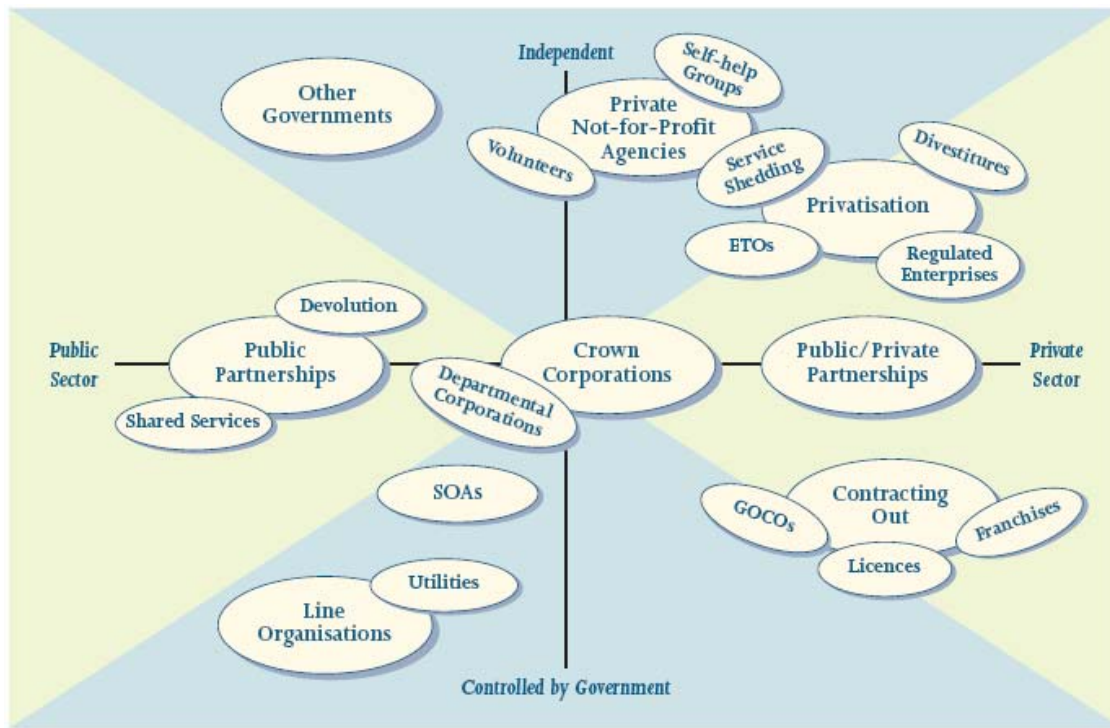 Independent
Self-help
Groups
Other
Governments
Private
Not-for-Profit
Agencies
Volunteers
Service
Shedding
Divestitures
Privatisation
ETOs
Regulated
Enterprises
Devolution
Public
Sector
Public
Partnerships
Crown
Corporations
Public/Private
Partnerships
Private
Sector
Departmental
Corporations
Shared Services
SOAs
GOCOs
Contracting
Out
Franchises
Licences
Utilities
Line
Organisations
Controlled by Government